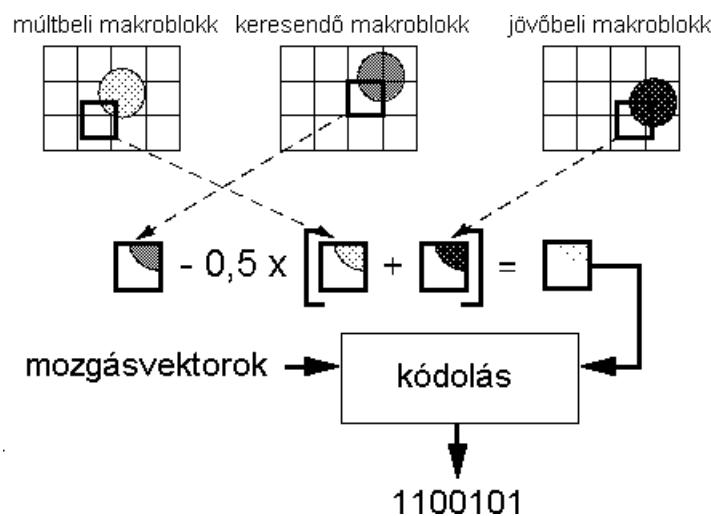 múltbeli makroblokk keresendő makroblokk jövőbeli makroblokk
- 0,5 x [ + ] =
mozgásvektorok kódolás
1100101